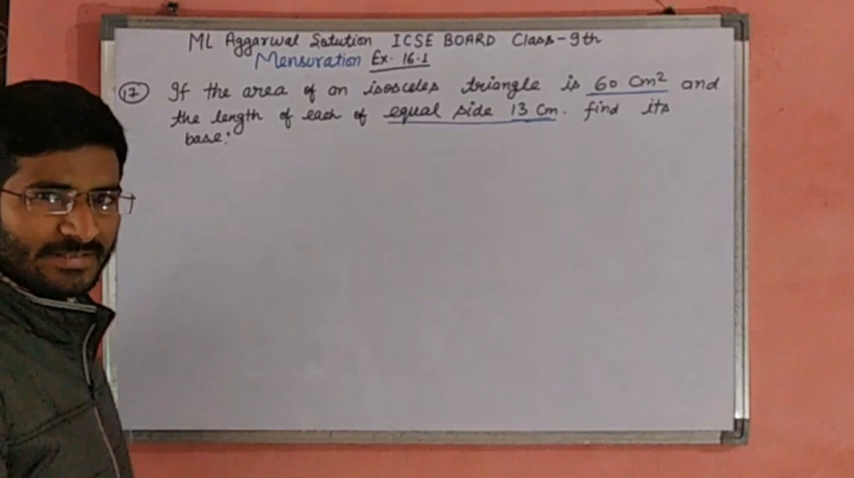 ML Aggarwal Solution ICSE BOARD Class-9th
Mensuration Ex. 16.1
(17) If the area of an isosceles triangle is 60 Cm² and
the length of each of equal side 13 Cm. find its
base: